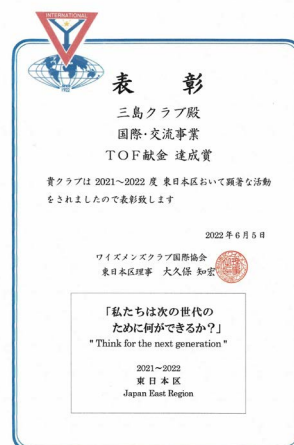 INTERNATIONAL
表 彰
三島クラブ殿
国際・交流事業
TOF献金 達成賞
貴クラブは 2021~2022 度 東日本区において顕著な活動
をされましたので表彰致します
2022年6月5日
ワイズメンズクラブ国際協会
東日本区理事 大久保 知宏
「私たちは次の世代の
ために何ができるか?」
" Think for the next generation "
2021~2022
東 日 本 区
Japan East Region